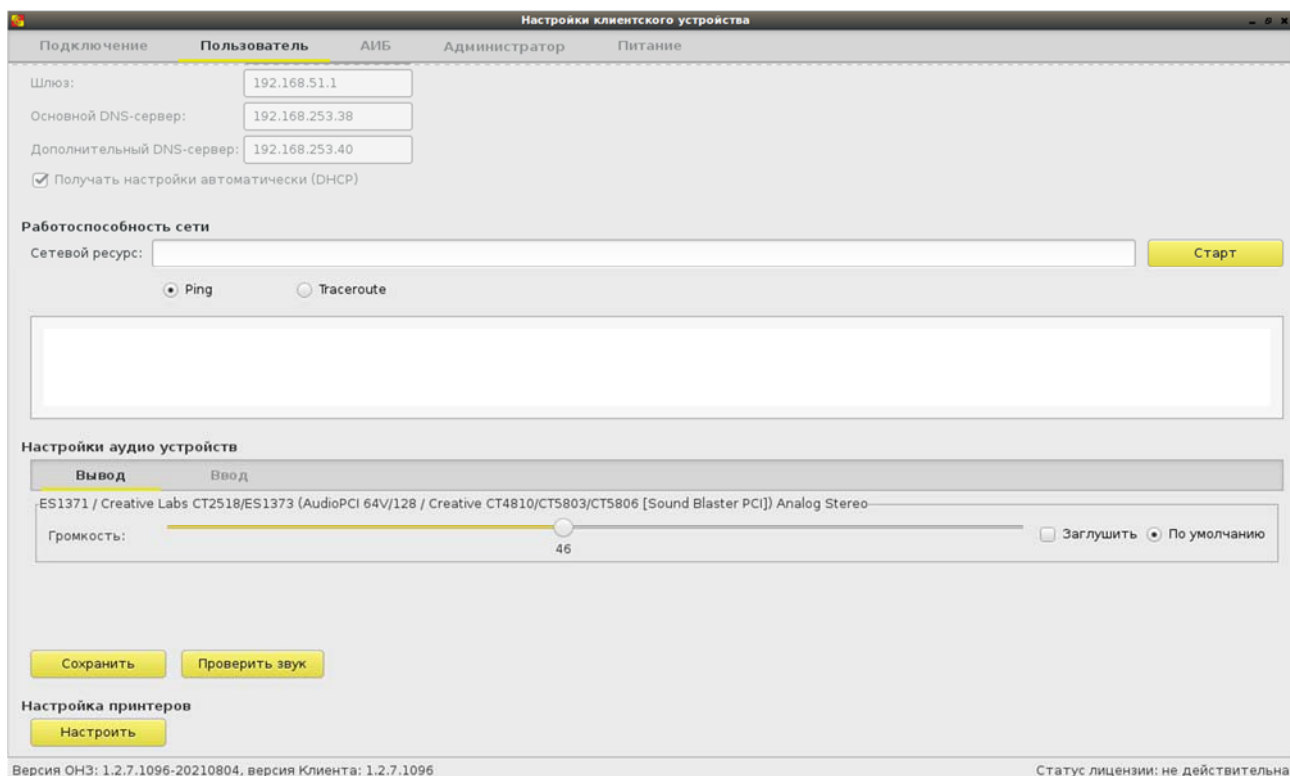 Настройки клиентского устройства
Подключение Пользователь АИБ Администратор Питание
Шлюз: 192.168.51.1
Основной DNS-сервер: 192.168.253.38
Дополнительный DNS-сервер: 192.168.253.40
Получать настройки автоматически (DHCP)
Работоспособность сети
Сетевой ресурс: Старт
Ping Traceroute
Настройки аудио устройств
Вывод Ввод
ES1371 / Creative Labs CT2518/ES1373 (AudioPCI 64V/128 / Creative CT4810/CT5803/CT5806 [Sound Blaster PCI]) Analog Stereo
Громкость: Заглушить По умолчанию
46
Сохранить Проверить звук
Настройка принтеров
Настроить
Версия ОНЗ: 1.2.7.1096-20210804, версия Клиента: 1.2.7.1096 Статус лицензии: не действительна